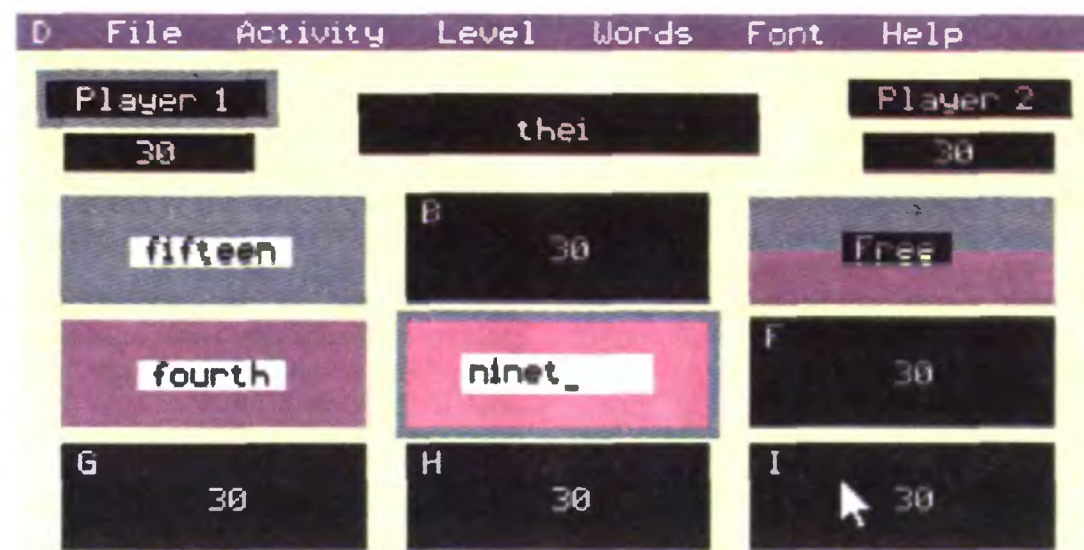 D File Activity Level Words Font Help
Player 1 Player 2
thei
30 30
fifteen B 30 Free
fourth ninet_ F 30
G 30 H 30 I 30